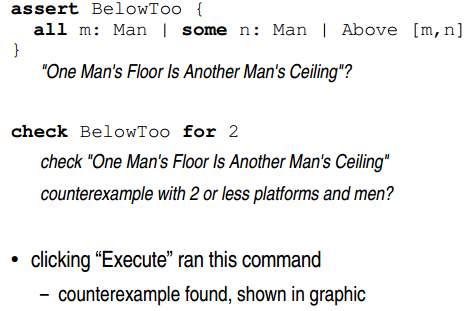 assert BelowToo {
all m: Man | some n: Man | Above [m,n]
}
"One Man's Floor Is Another Man's Ceiling"?
check BelowToo for 2
check "One Man's Floor Is Another Man's Ceiling"
counterexample with 2 or less platforms and men?
• clicking “Execute” ran this command
– counterexample found, shown in graphic